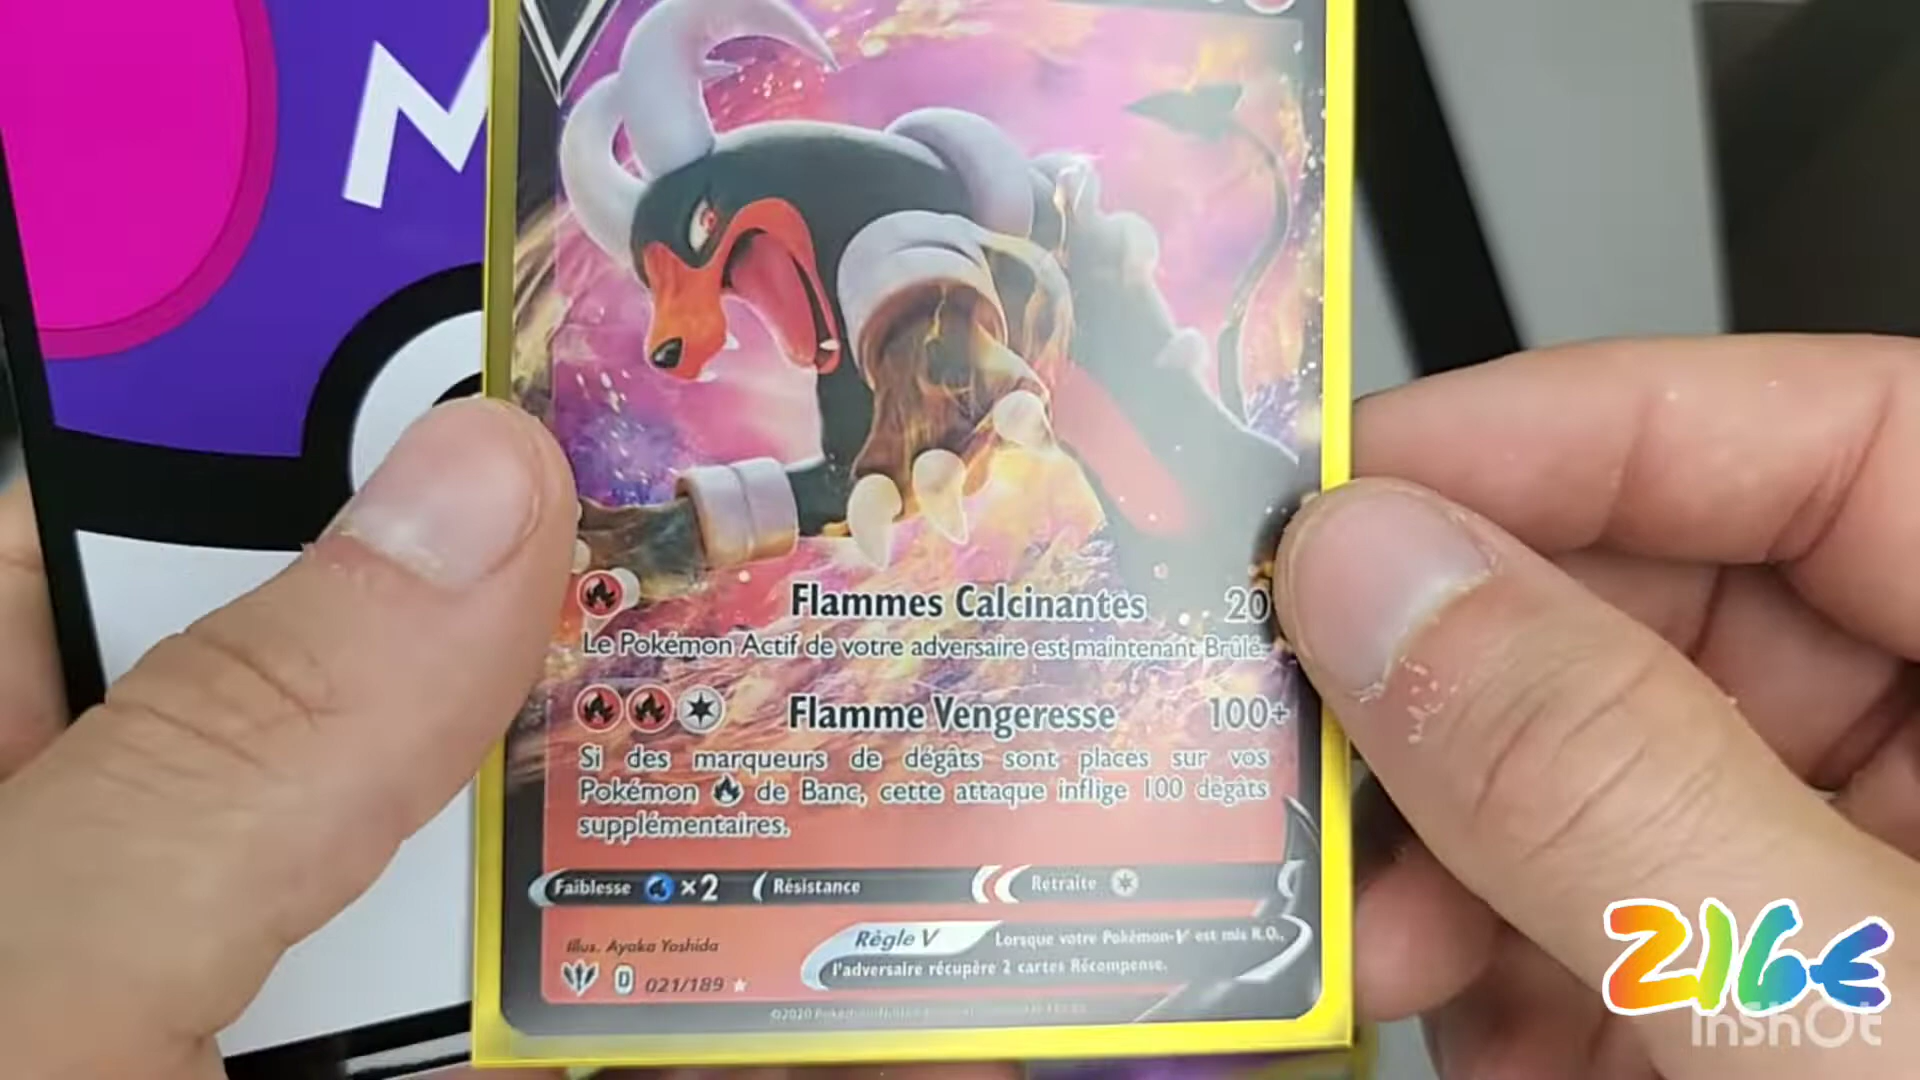 M
Flammes Calcinantes 20
Le Pokémon Actif de votre adversaire est maintenant Brûlé.
Flamme Vengeresse 100+
Si des marqueurs de dégâts sont placés sur vos
Pokémon de Banc, cette attaque inflige 100 dégâts
supplémentaires.
Faiblesse ×2 Résistance Retraite
Illus. Ayaka Yoshida
Règle V Lorsque votre Pokémon-V est mis K.O.,
l'adversaire récupère 2 cartes Récompense.
D 021/189
©2020 Pokémon
216€
InShOt